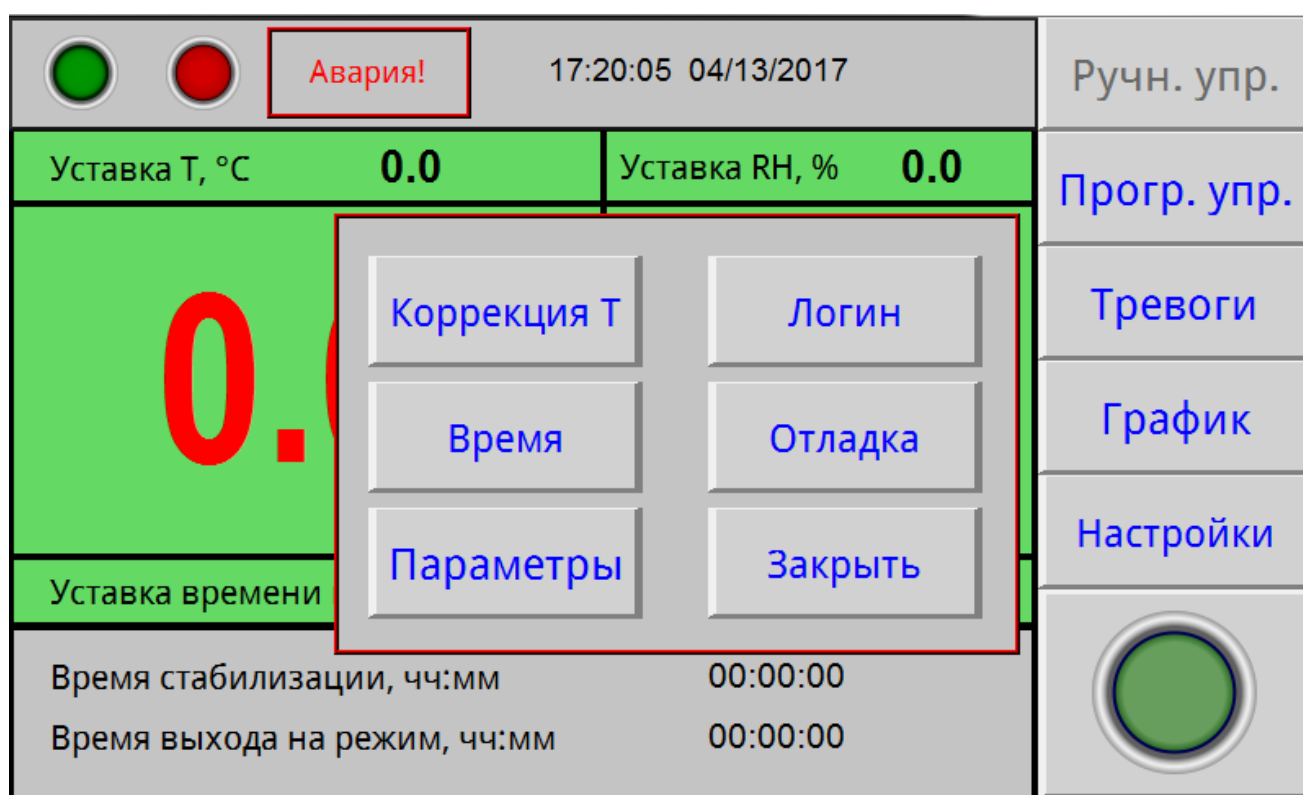 Авария!
17:20:05 04/13/2017
Ручн. упр.
Уставка T, °C 0.0
Уставка RH, % 0.0
Прогр. упр.
Тревоги
График
Настройки
0.
Коррекция T
Логин
Время
Отладка
Параметры
Закрыть
Уставка времени
Время стабилизации, чч:мм 00:00:00
Время выхода на режим, чч:мм 00:00:00